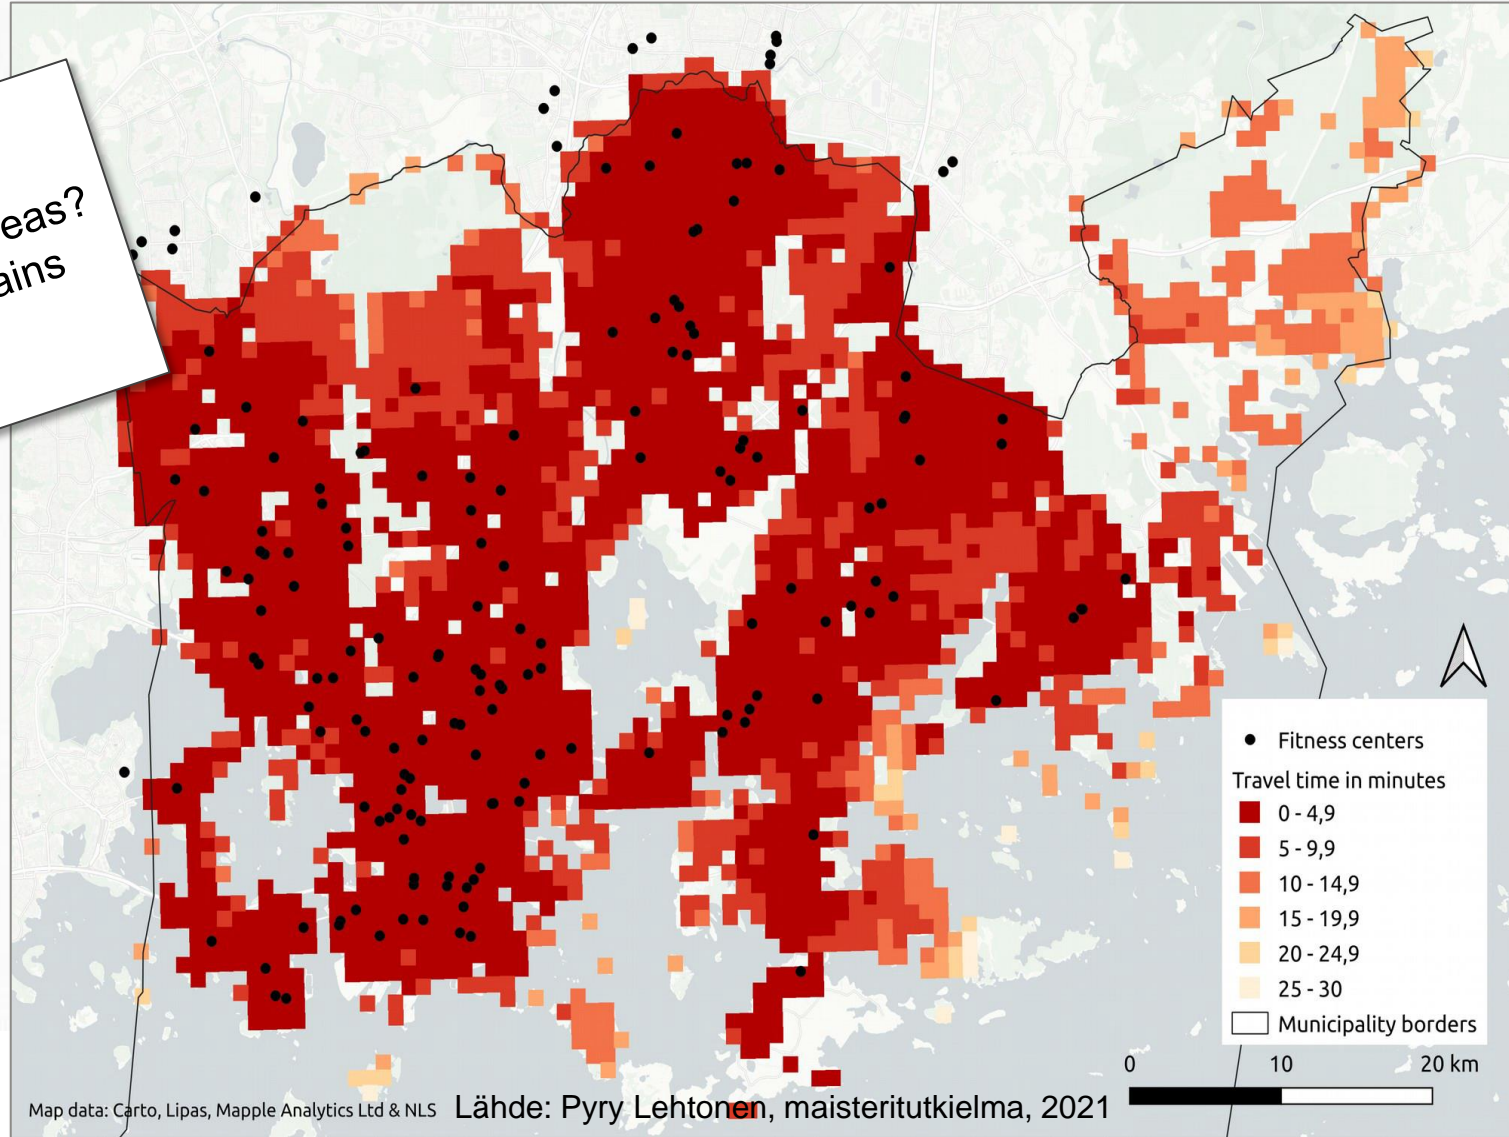 eas?
ains
Fitness centers
Travel time in minutes
0 - 4,9
5 - 9,9
10 - 14,9
15 - 19,9
20 - 24,9
25 - 30
Municipality borders
0 10 20 km
Map data: Carto, Lipas, Mapple Analytics Ltd & NLS
Lähde: Pyry Lehtonen, maisteritutkielma, 2021